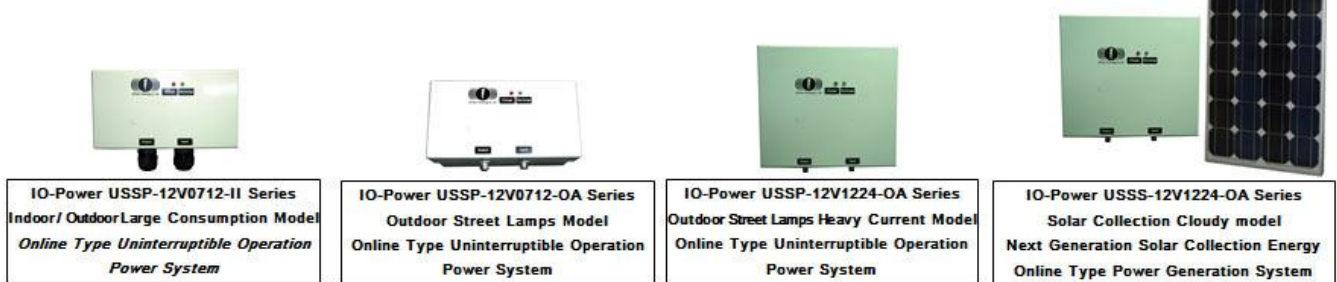 IO-Power USSP-12V0712-II Series
Indoor/ Outdoor Large Consumption Model
Online Type Uninterruptible Operation
Power System
IO-Power USSP-12V0712-OA Series
Outdoor Street Lamps Model
Online Type Uninterruptible Operation
Power System
IO-Power USSP-12V1224-OA Series
Outdoor Street Lamps Heavy Current Model
Online Type Uninterruptible Operation
Power System
IO-Power USSS-12V1224-OA Series
Solar Collection Cloudy model
Next Generation Solar Collection Energy
Online Type Power Generation System